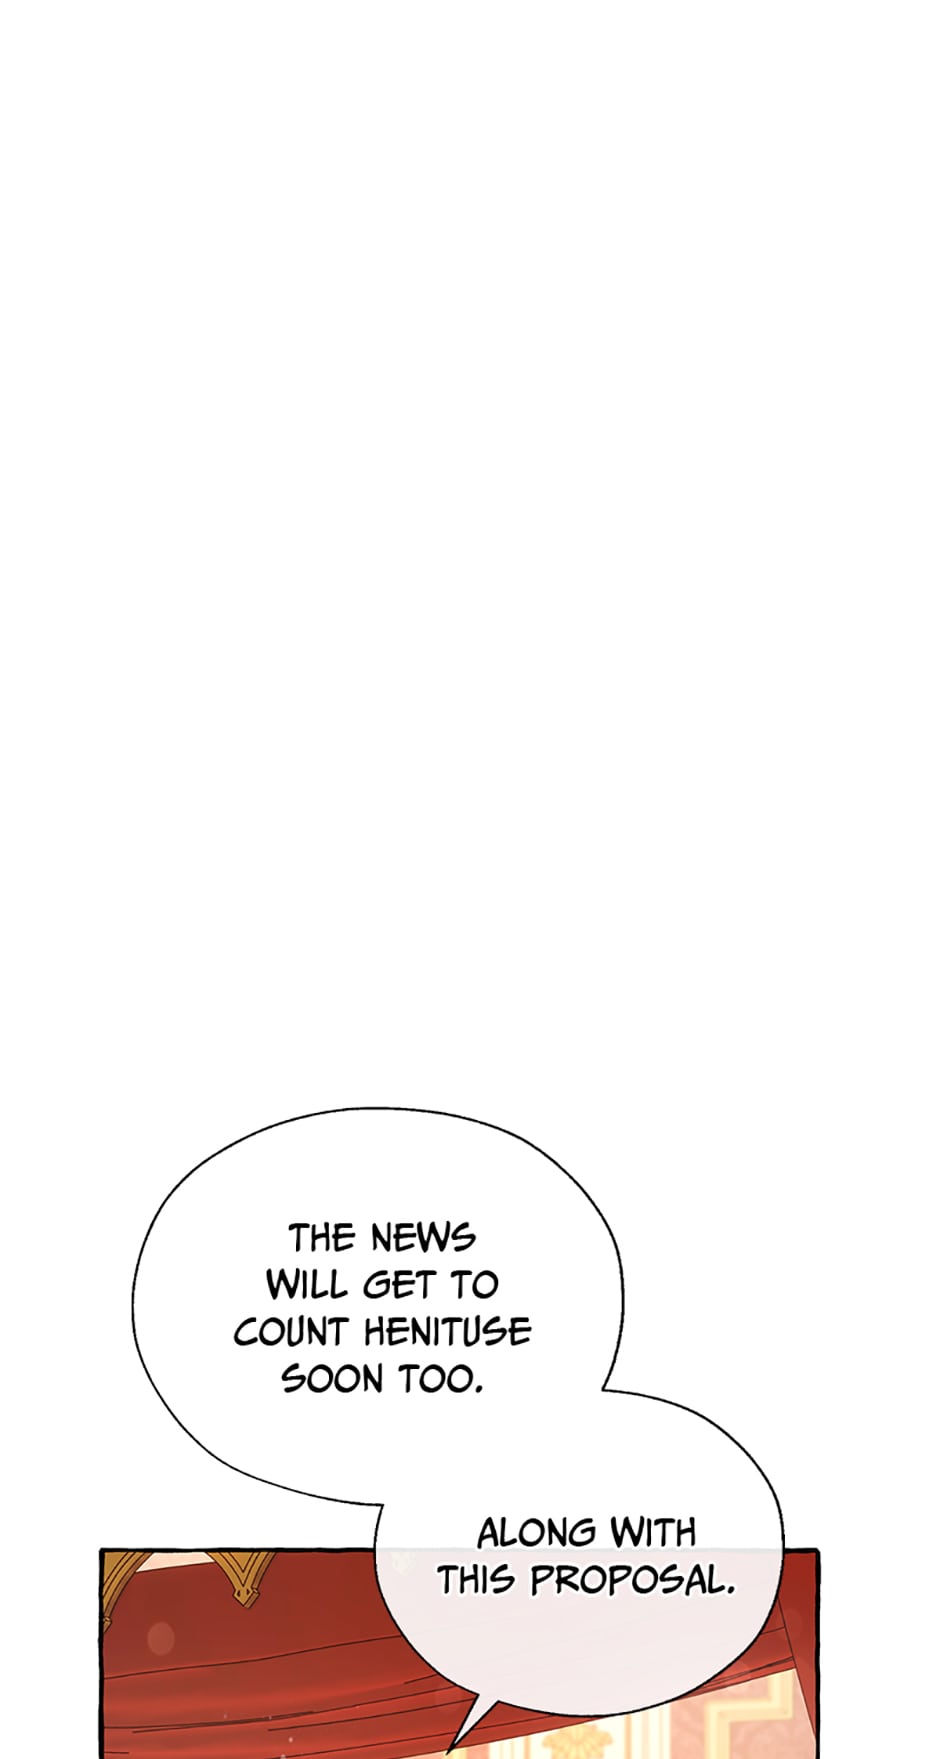 THE NEWS
WILL GET TO
COUNT HENITUSE
SOON TOO.
ALONG WITH
THIS PROPOSAL.